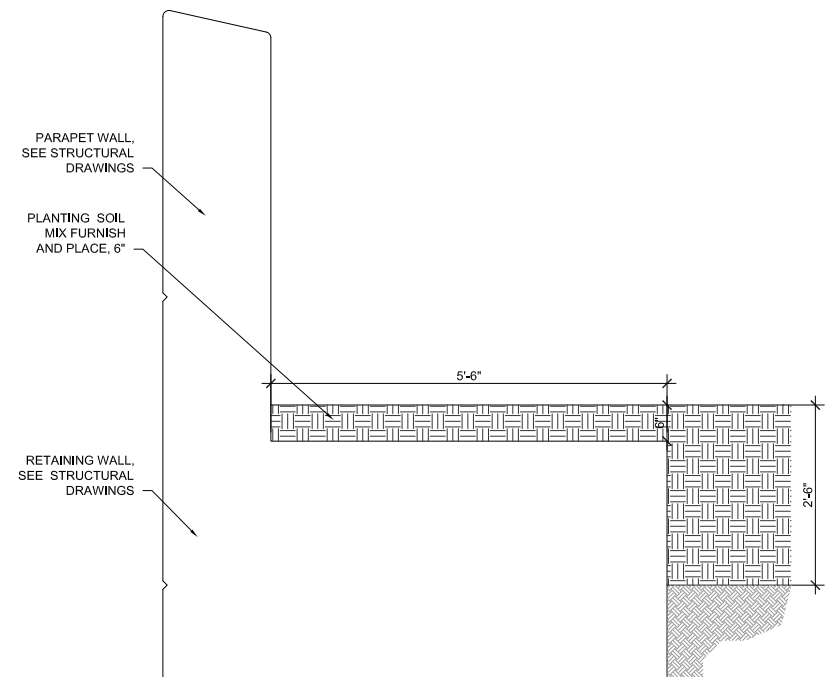 PARAPET WALL,
SEE STRUCTURAL
DRAWINGS
PLANTING SOIL
MIX FURNISH
AND PLACE, 6"
5'-6"
6"
2'-6"
RETAINING WALL,
SEE STRUCTURAL
DRAWINGS